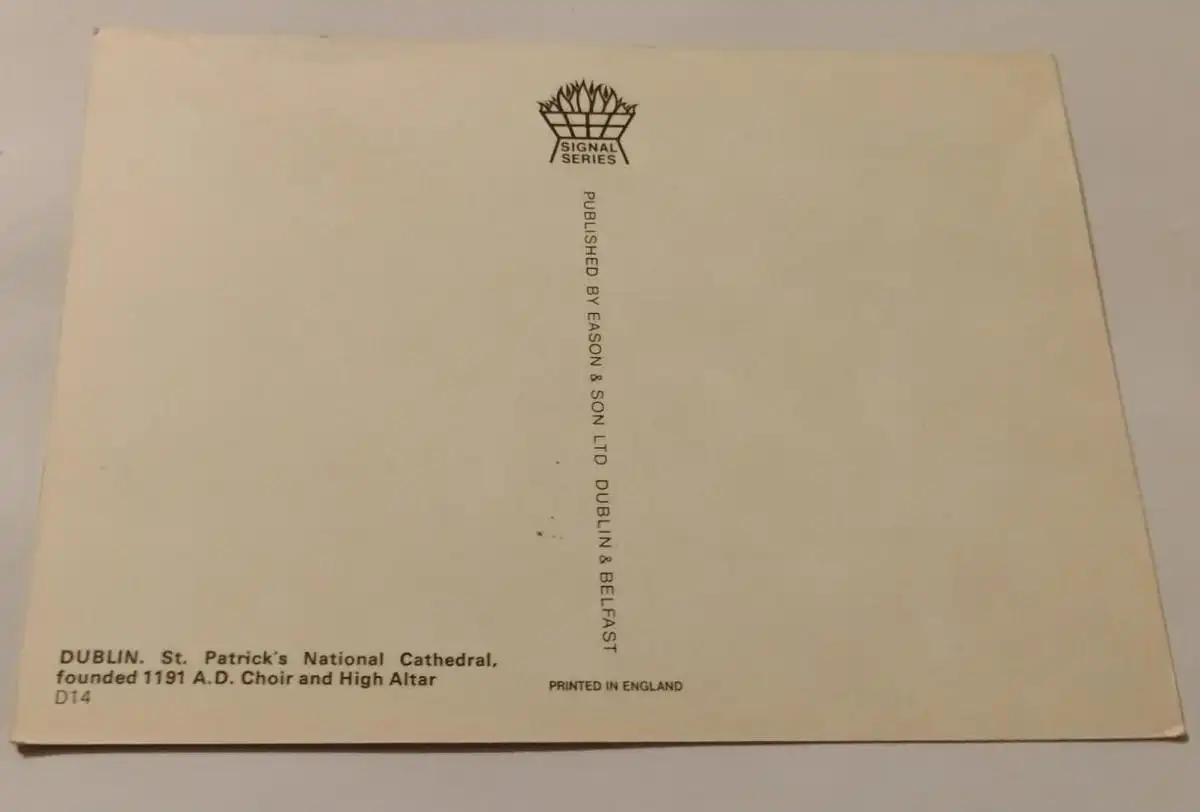 SIGNAL
SERIES
PUBLISHED BY EASON & SON LTD DUBLIN & BELFAST
DUBLIN. St. Patrick's National Cathedral,
founded 1191 A.D. Choir and High Altar
D14
PRINTED IN ENGLAND